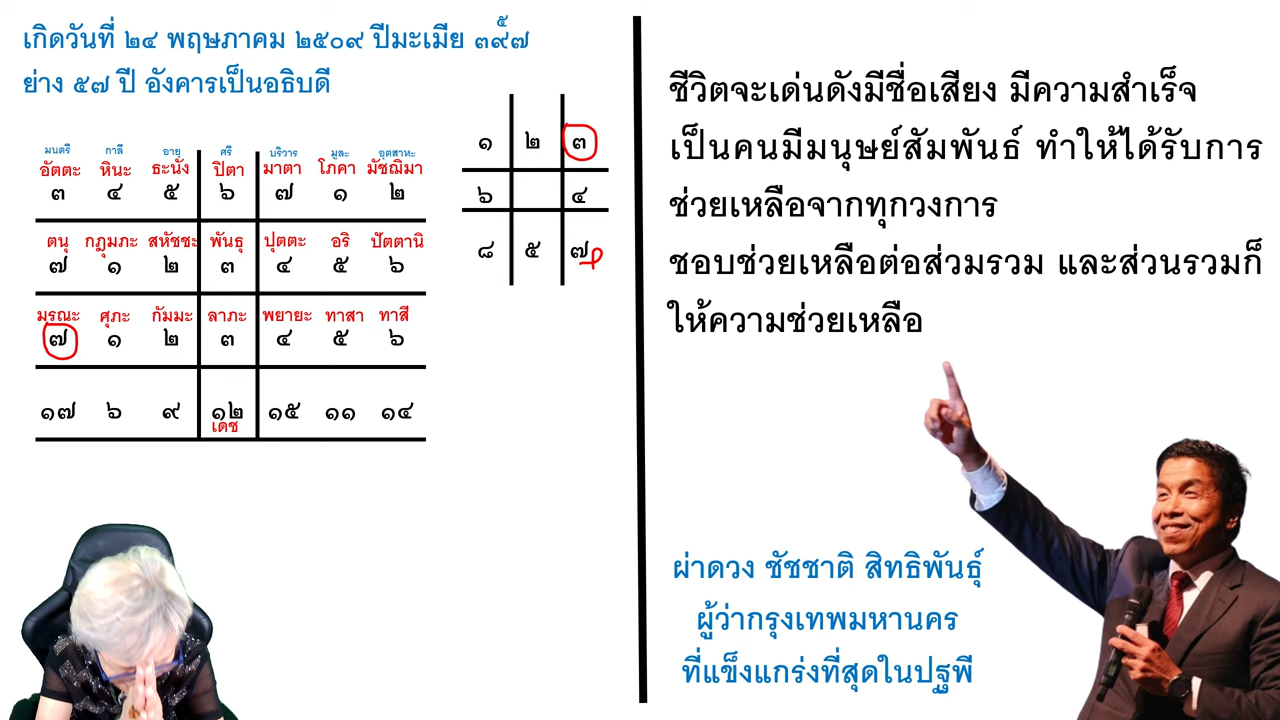 เกิดวันที่ ๒๔ พฤษภาคม ๒๕๐๙ ปีมะเมีย ๓๙๗
๕
ย่าง ๕๗ ปี อังคารเป็นอธิบดี
มนตรี กาลี อายุ ศรี บริวาร มูละ อุตสาหะ
อัตตะ หินะ ธะนัง ปิตา มาตา โภคา มัชฌิมา
๓ ๔ ๕ ๖ ๗ ๑ ๒
ตนุ กฎุมภะ สหัชชะ พันธุ ปุตตะ อริ ปัตตานิ
๗ ๑ ๒ ๓ ๔ ๕ ๖
มรณะ ศุภะ กัมมะ ลาภะ พยายะ ทาสา ทาสี
๗ ๑ ๒ ๓ ๔ ๕ ๖
๑๗ ๖ ๙ ๑๒ ๑๕ ๑๑ ๑๔
เดช
๑ ๒ ๓
๖ ๔
๘ ๕ ๗
ชีวิตจะเด่นดังมีชื่อเสียง มีความสำเร็จ
เป็นคนมีมนุษย์สัมพันธ์ ทำให้ได้รับการ
ช่วยเหลือจากทุกวงการ
ชอบช่วยเหลือต่อส่วมรวม และส่วนรวมก็
ให้ความช่วยเหลือ
ผ่าดวง ชัชชาติ สิทธิพันธุ์
ผู้ว่ากรุงเทพมหานคร
ที่แข็งแกร่งที่สุดในปฐพี